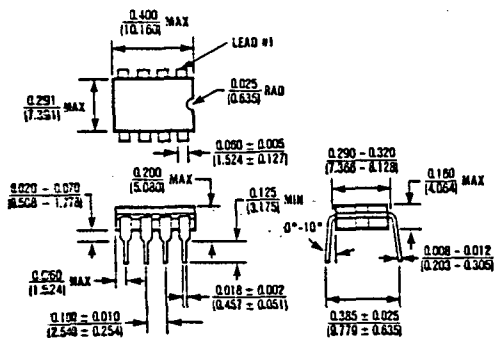 0.400
(10.160) MAX
LEAD #1
0.025
(0.635) RAD
0.291
(7.391) MAX
0.060 ± 0.005
(1.524 ± 0.127)
0.290 - 0.320
(7.366 - 8.128)
0.200
(5.080) MAX
0.160
(4.064) MAX
0.020 - 0.070
(0.508 - 1.778)
0.125
(3.175) MIN
0°-10°
0.008 - 0.012
(0.203 - 0.305)
0.060
(1.524) MAX
0.018 ± 0.002
(0.457 ± 0.051)
0.100 ± 0.010
(2.540 ± 0.254)
0.385 ± 0.025
(9.779 ± 0.635)